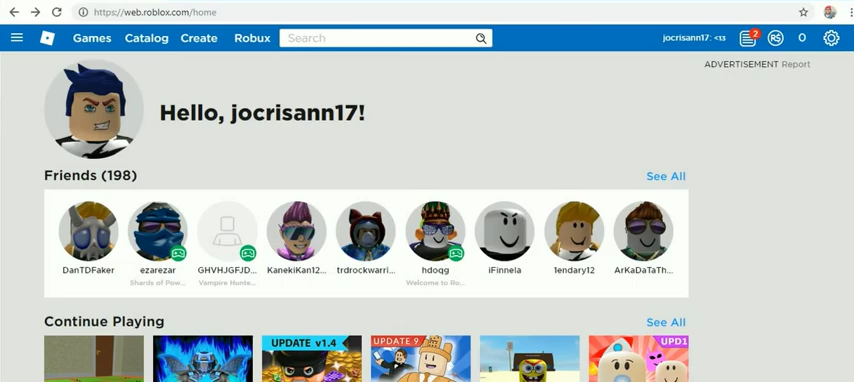 https://web.roblox.com/home
Games Catalog Create Robux Search jocrisann17: <13 2 R$ 0
ADVERTISEMENT Report
Hello, jocrisann17!
Friends (198) See All
DanTDFaker ezarezar GHVHJGFJD... KanekiKan12... trdrockwarri... hdoqg iFinnela 1endary12 ArKaDaTaTh...
Shards of Pow... Vampire Hunte... Welcome to Ro...
Continue Playing See All
UPDATE v1.4 UPDATE 9 UPD1